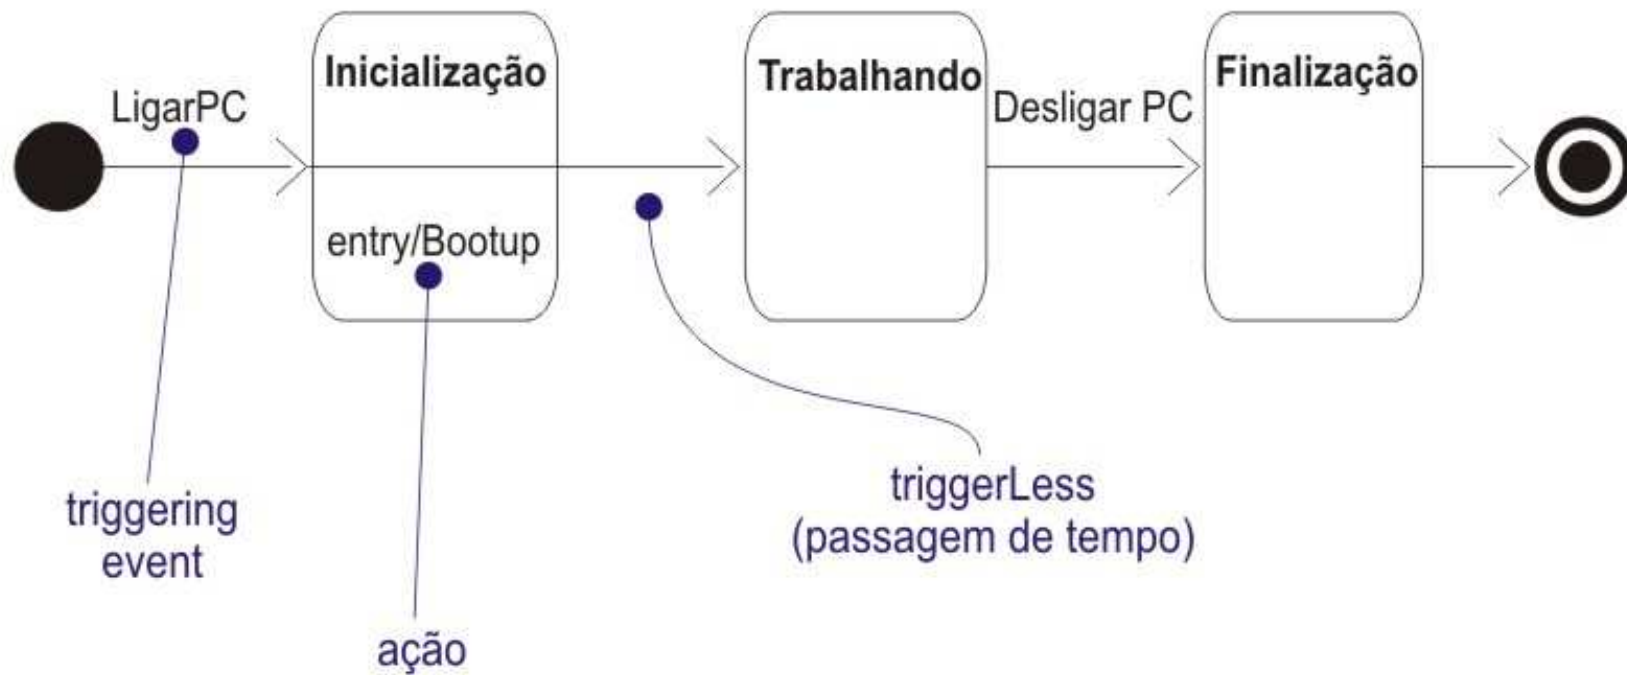 LigarPC
Inicialização
entry/Bootup
Trabalhando
Desligar PC
Finalização
triggering
event
ação
triggerLess
(passagem de tempo)